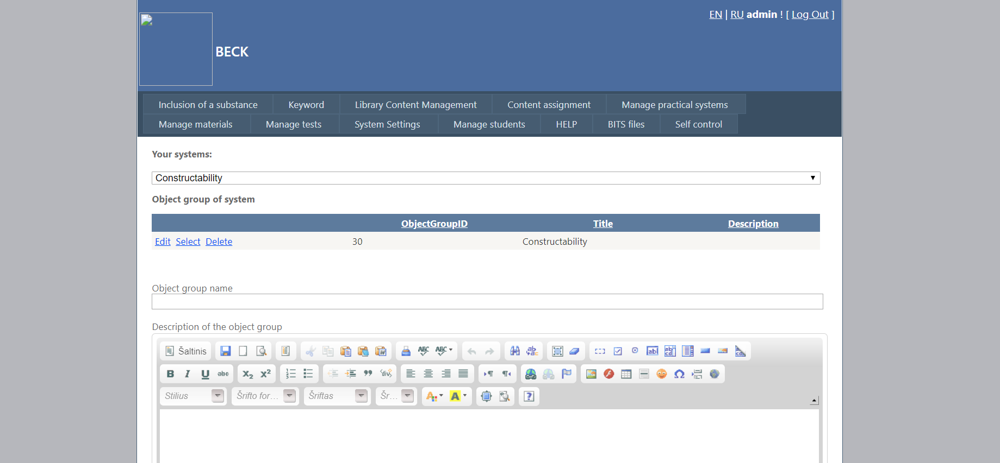 EN | RU admin ! [ Log Out ]
BECK
Inclusion of a substance Keyword Library Content Management Content assignment Manage practical systems
Manage materials Manage tests System Settings Manage students HELP BITS files Self control
Your systems:
Constructability
Object group of system
ObjectGroupID Title Description
Edit Select Delete 30 Constructability
Object group name
Description of the object group
Šaltinis
Stilius Šrifto for... Šriftas Šr...